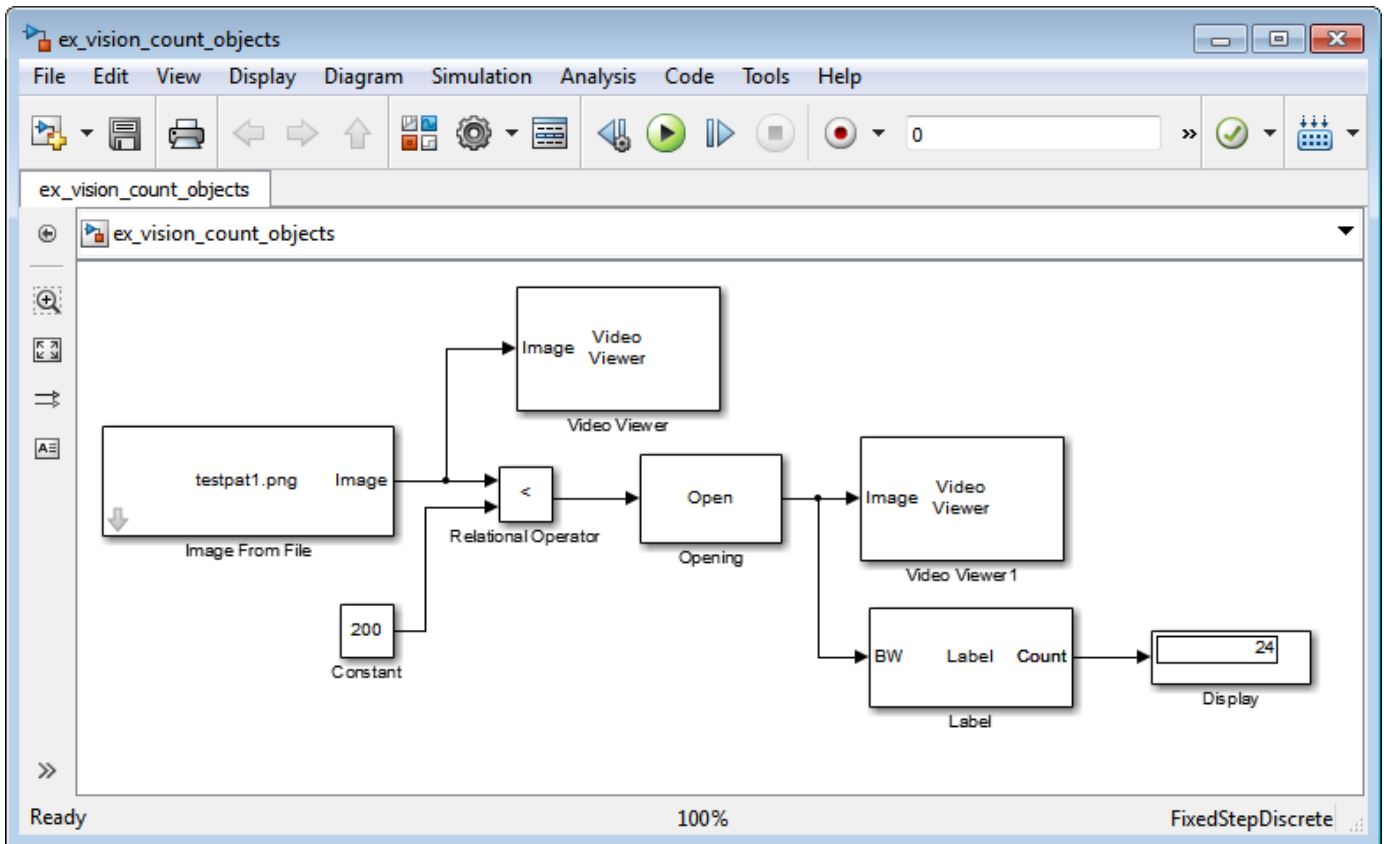 ex_vision_count_objects
File Edit View Display Diagram Simulation Analysis Code Tools Help
0
»
ex_vision_count_objects
ex_vision_count_objects
Image
Video
Viewer
Video Viewer
testpat1.png Image
Image From File
<
Relational Operator
Open
Opening
Image
Video
Viewer
Video Viewer1
200
Constant
BW Label Count
Label
24
Display
A
»
Ready 100% FixedStepDiscrete